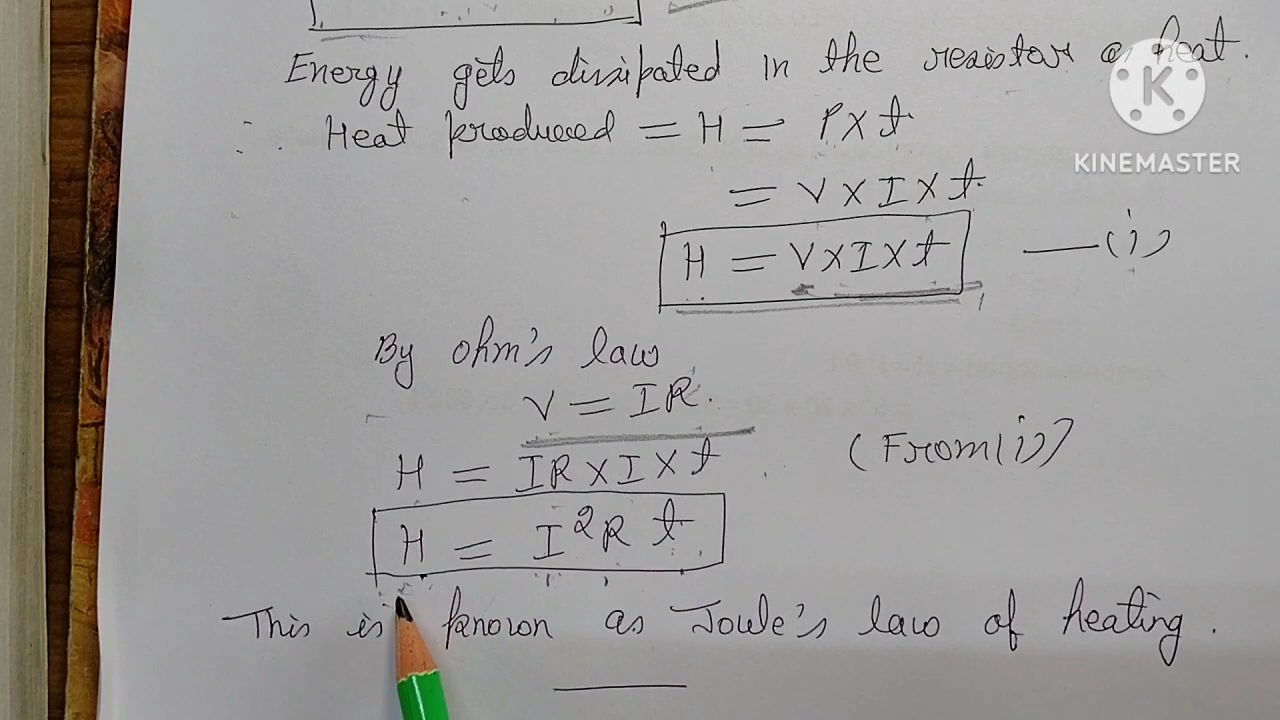 Energy gets dissipated in the resistor as heat.
∴ Heat produced = H = P X t
= V X I X t
H = V X I X t —(i)
By ohm's law
V = IR.
H = IR X I X t (From(i))
H = I²R t
This is known as Joule's law of heating.
K
KINEMASTER